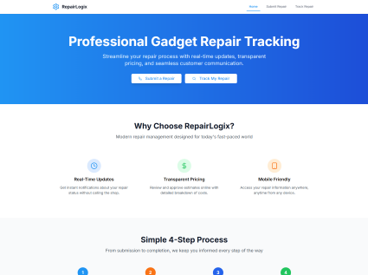 RepairLogix
Home Submit Repair Track Repair
Professional Gadget Repair Tracking
Streamline your repair process with real-time updates, transparent
pricing, and seamless customer communication.
Submit a Repair Track My Repair
Why Choose RepairLogix?
Modern repair management designed for today's fast-paced world
Real-Time Updates
Get instant notifications about your repair
status without calling the shop.
Transparent Pricing
Review and approve estimates online with
detailed breakdown of costs.
Mobile Friendly
Access your repair information anywhere,
anytime from any device.
Simple 4-Step Process
From submission to completion, we keep you informed every step of the way
1 2 3 4